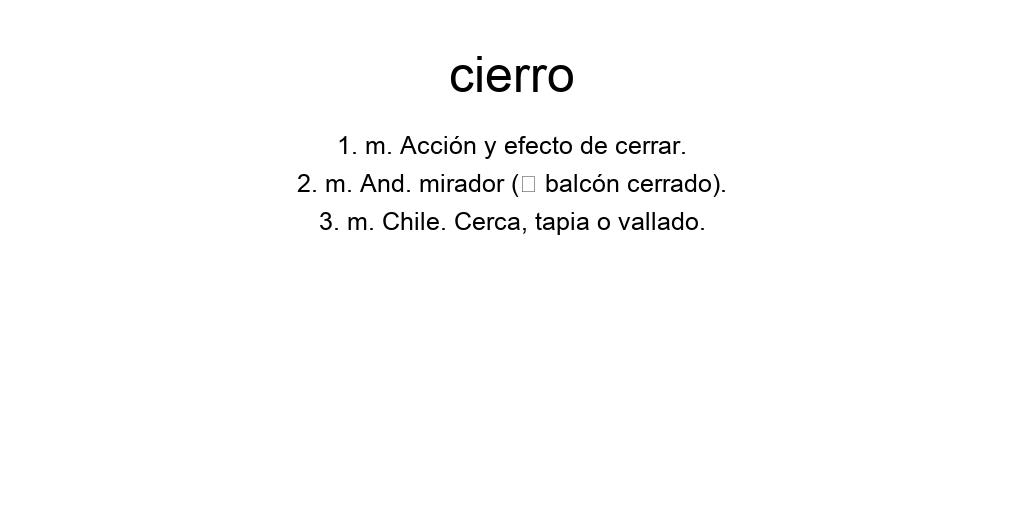 cierro
1. m. Acción y efecto de cerrar.
2. m. And. mirador (□ balcón cerrado).
3. m. Chile. Cerca, tapia o vallado.